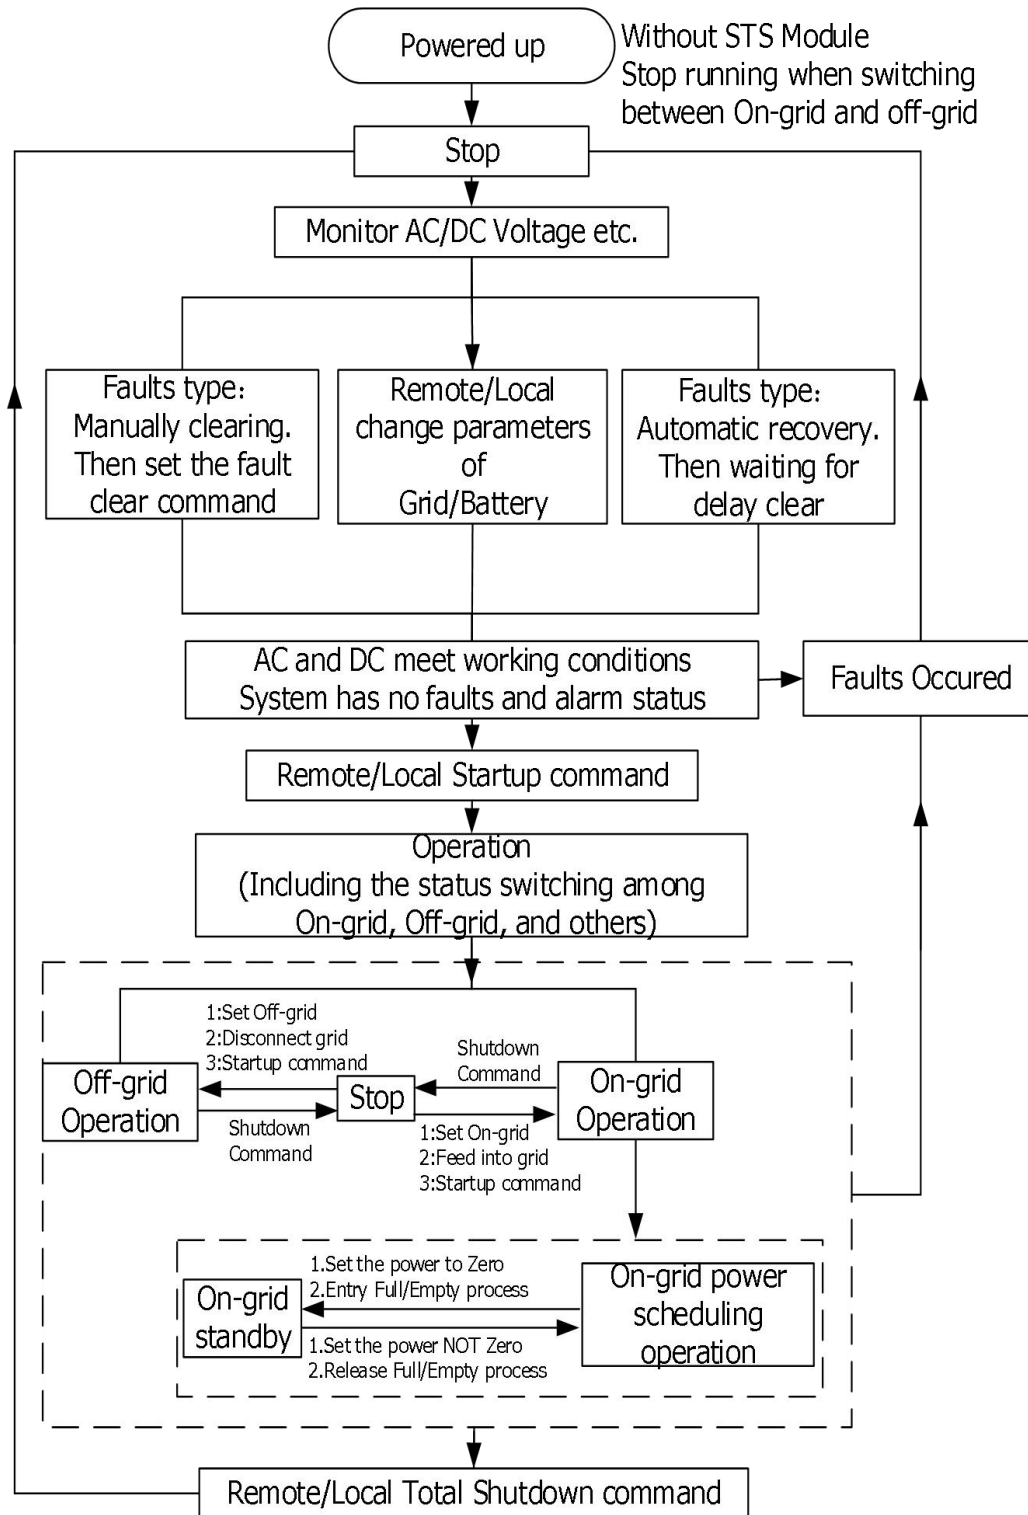 Powered up
Without STS Module
Stop running when switching
between On-grid and off-grid
Stop
Monitor AC/DC Voltage etc.
Faults type:
Manually clearing.
Then set the fault
clear command
Remote/Local
change parameters
of
Grid/Battery
Faults type:
Automatic recovery.
Then waiting for
delay clear
AC and DC meet working conditions
System has no faults and alarm status
Faults Occured
Remote/Local Startup command
Operation
(Including the status switching among
On-grid, Off-grid, and others)
1:Set Off-grid
2:Disconnect grid
3:Startup command
Shutdown
Command
Off-grid
Operation
Stop
On-grid
Operation
Shutdown
Command
1:Set On-grid
2:Feed into grid
3:Startup command
1.Set the power to Zero
2.Entry Full/Empty process
On-grid
standby
On-grid power
scheduling
operation
1.Set the power NOT Zero
2.Release Full/Empty process
Remote/Local Total Shutdown command